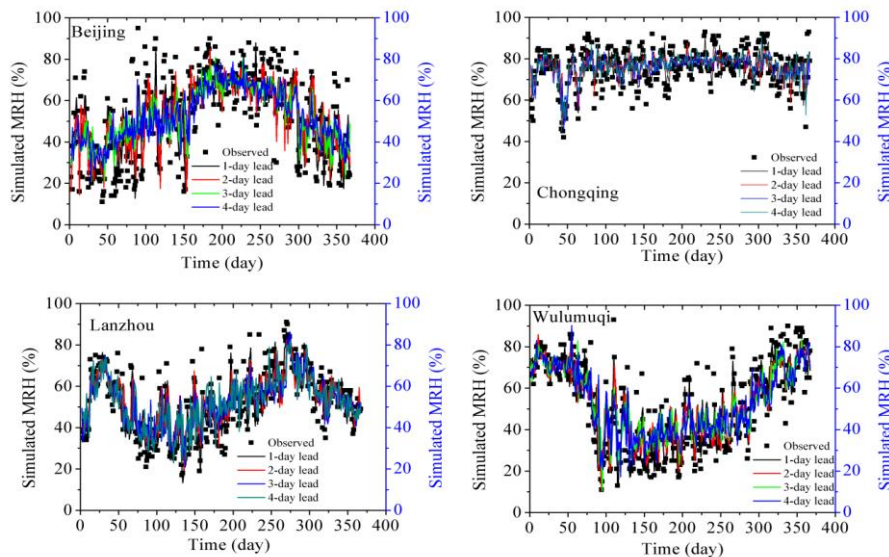 Beijing
Simulated MRH (%)
100
80
60
40
20
0
Observed
1-day lead
2-day lead
3-day lead
4-day lead
100
80
60
40
20
0
Simulated MRH (%)
0 50 100 150 200 250 300 350 400
Time (day)
Simulated MRH (%)
100
80
60
40
20
0
Observed
1-day lead
2-day lead
3-day lead
4-day lead
Chongqing
100
80
60
40
20
0
Simulated MRH (%)
0 50 100 150 200 250 300 350 400
Time (day)
Lanzhou
Simulated MRH (%)
100
80
60
40
20
0
Observed
1-day lead
2-day lead
3-day lead
4-day lead
100
80
60
40
20
0
Simulated MRH (%)
0 50 100 150 200 250 300 350 400
Time (day)
Wulumuqi
Simulated MRH (%)
100
80
60
40
20
0
Observed
1-day lead
2-day lead
3-day lead
4-day lead
100
80
60
40
20
0
Simulated MRH (%)
0 50 100 150 200 250 300 350 400
Time (day)